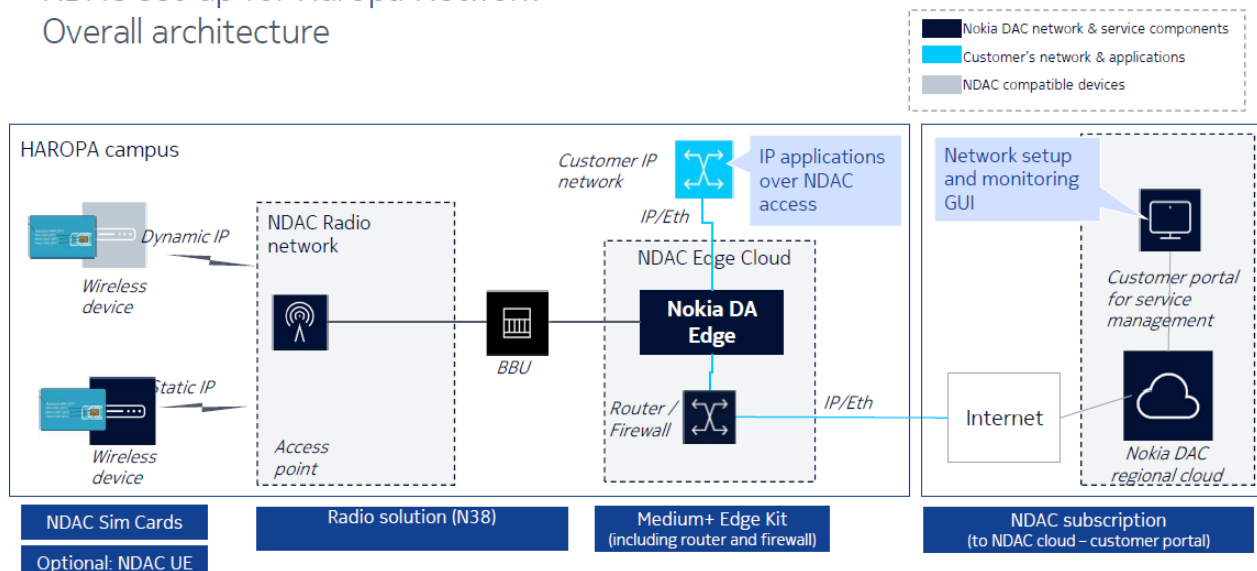 Overall architecture
Nokia DAC network & service components
Customer's network & applications
NDAC compatible devices
HAROPA campus
Customer IP
network
IP applications
over NDAC
access
Network setup
and monitoring
GUI
Dynamic IP
NDAC Radio
network
IP/Eth
NDAC Edge Cloud
Wireless
device
Customer portal
for service
management
Nokia DA
Edge
BBU
Static IP
Router /
Firewall
IP/Eth
Internet
Wireless
device
Access
point
Nokia DAC
regional cloud
NDAC Sim Cards
Radio solution (N38)
Medium+ Edge Kit
(including router and firewall)
NDAC subscription
(to NDAC cloud – customer portal)
Optional: NDAC UE